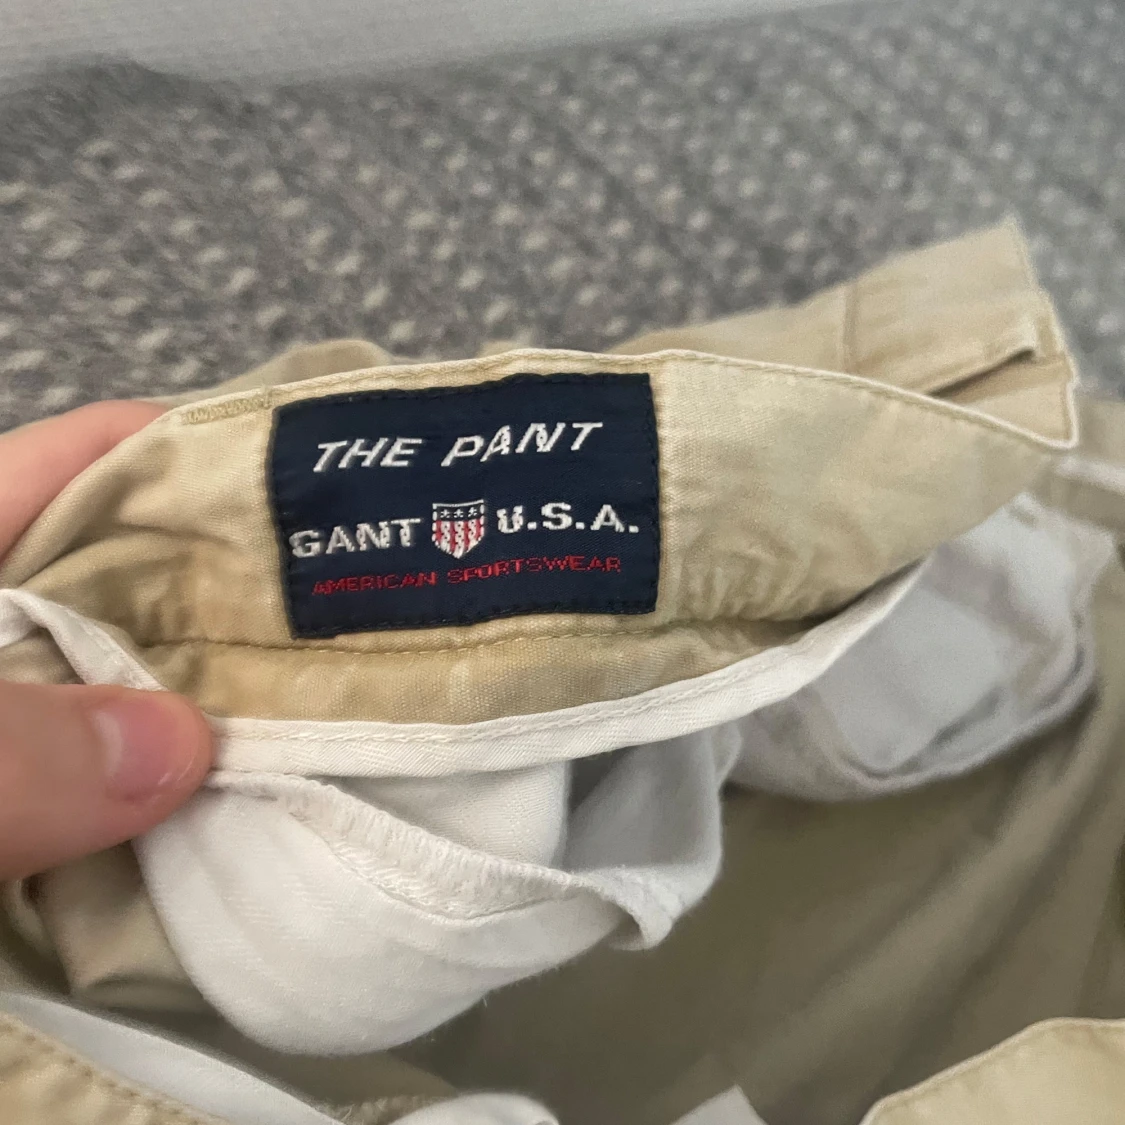 THE PANT
GANT U.S.A.
AMERICAN SPORTSWEAR